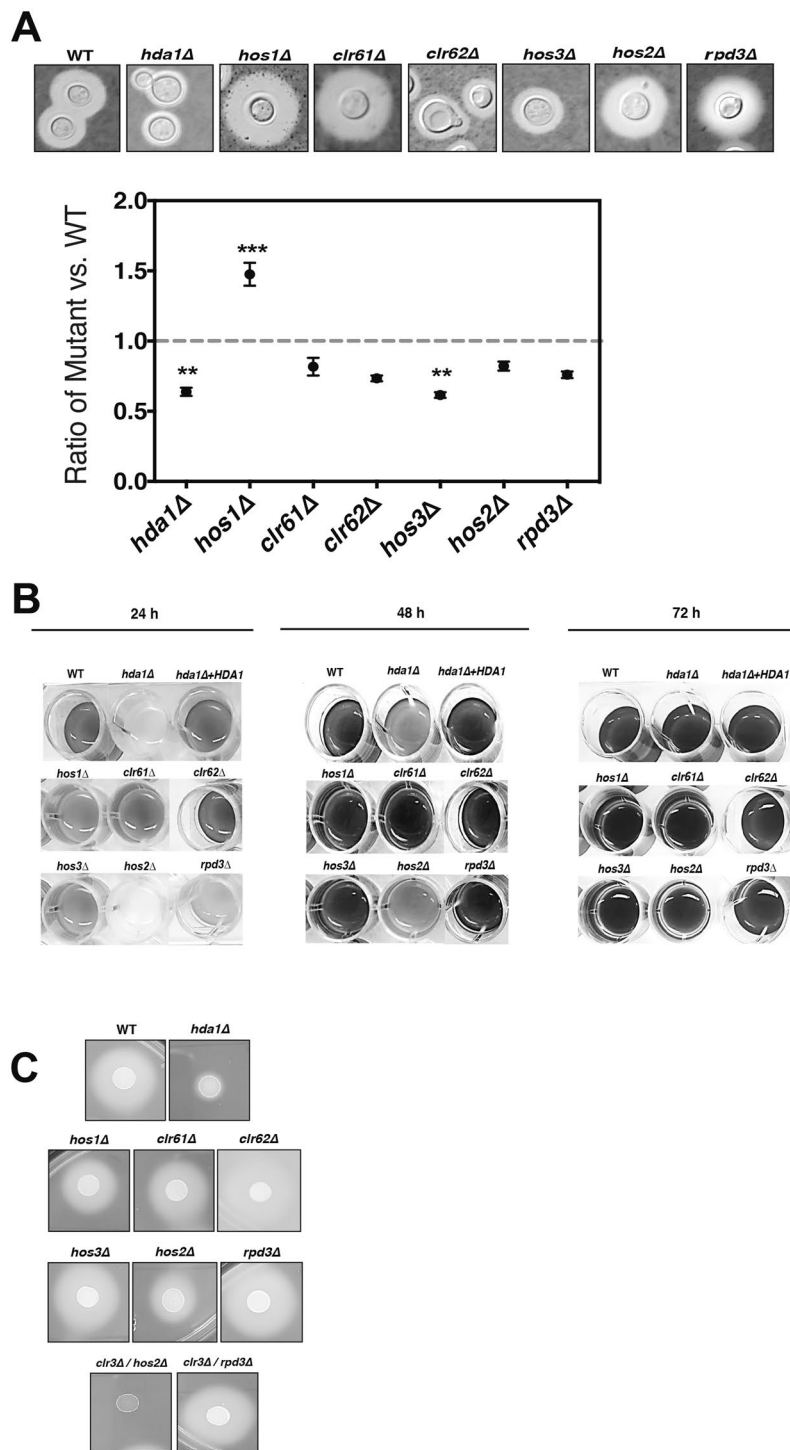 A
WT hda1Δ hos1Δ clr61Δ clr62Δ hos3Δ hos2Δ rpd3Δ
Ratio of Mutant vs. WT
2.0
1.5
1.0
0.5
0.0
** *** **
hda1Δ hos1Δ clr61Δ clr62Δ hos3Δ hos2Δ rpd3Δ
B
24 h 48 h 72 h
WT hda1Δ hda1Δ+HDA1 WT hda1Δ hda1Δ+HDA1 WT hda1Δ hda1Δ+HDA1
hos1Δ clr61Δ clr62Δ hos1Δ clr61Δ clr62Δ hos1Δ clr61Δ clr62Δ
hos3Δ hos2Δ rpd3Δ hos3Δ hos2Δ rpd3Δ hos3Δ hos2Δ rpd3Δ
C
WT hda1Δ
hos1Δ clr61Δ clr62Δ
hos3Δ hos2Δ rpd3Δ
clr3Δ / hos2Δ clr3Δ / rpd3Δ